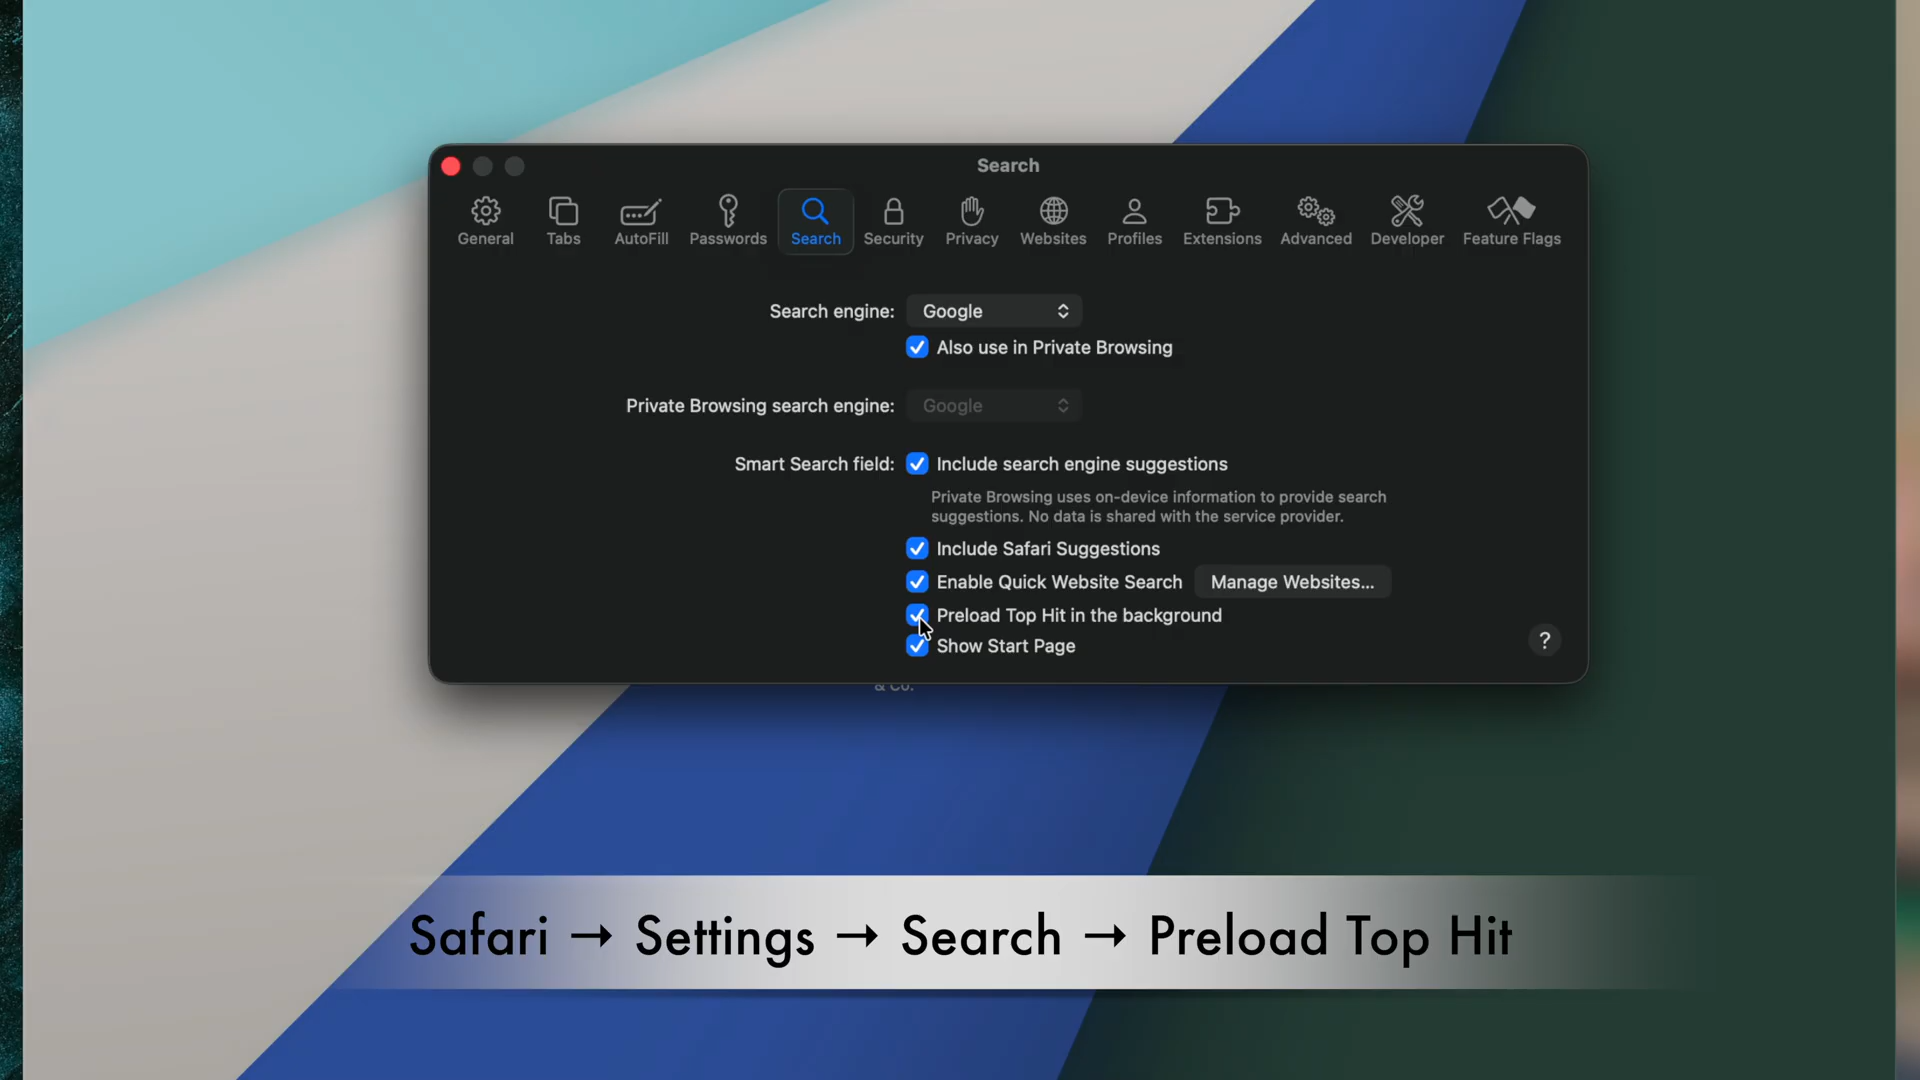 Search
General Tabs AutoFill Passwords Search Security Privacy Websites Profiles Extensions Advanced Developer Feature Flags
Search engine: Google
Also use in Private Browsing
Private Browsing search engine: Google
Smart Search field: Include search engine suggestions
Private Browsing uses on-device information to provide search
suggestions. No data is shared with the service provider.
Include Safari Suggestions
Enable Quick Website Search Manage Websites...
Preload Top Hit in the background
Show Start Page
?
& Co.
Safari → Settings → Search → Preload Top Hit